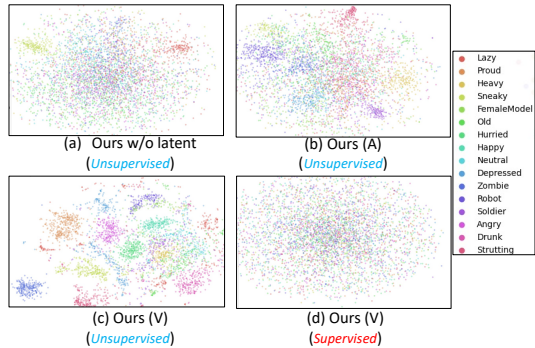 (a) Ours w/o latent
(Unsupervised)
(b) Ours (A)
(Unsupervised)
(c) Ours (V)
(Unsupervised)
(d) Ours (V)
(Supervised)
Lazy
Proud
Heavy
Sneaky
FemaleModel
Old
Hurried
Happy
Neutral
Depressed
Zombie
Robot
Soldier
Angry
Drunk
Strutting